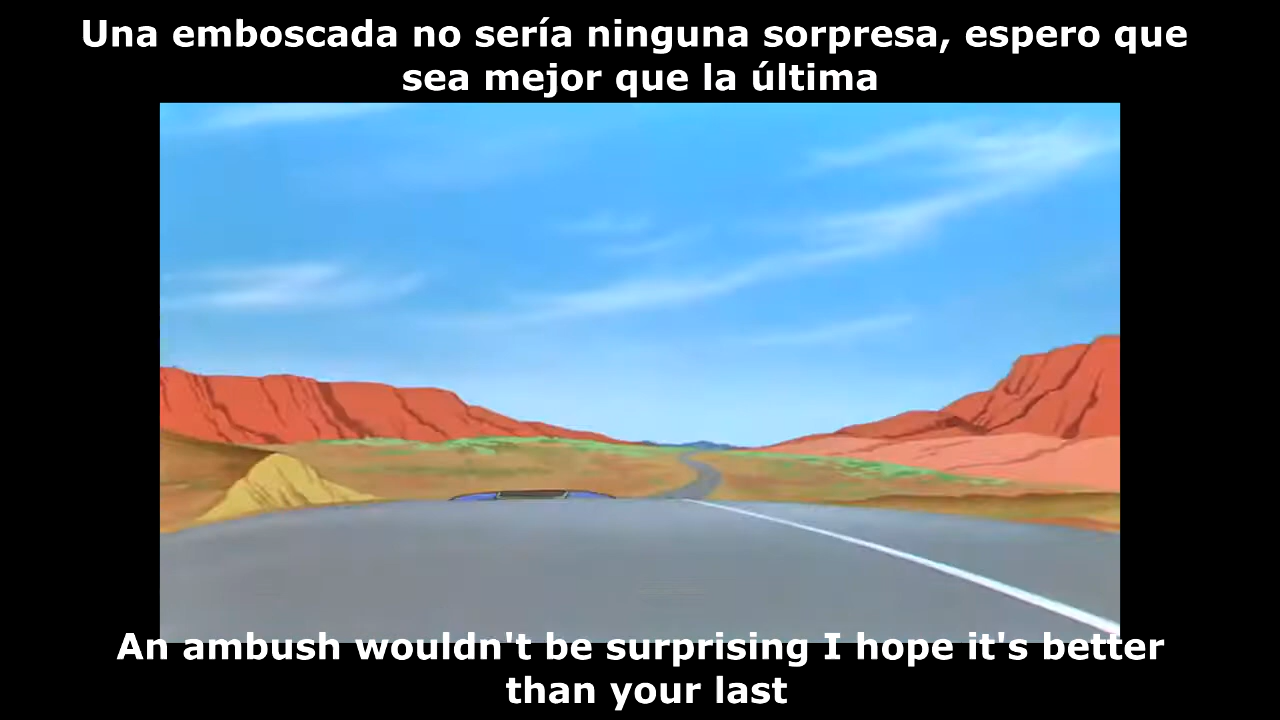 Una emboscada no sería ninguna sorpresa, espero que
sea mejor que la última
An ambush wouldn't be surprising I hope it's better
than your last